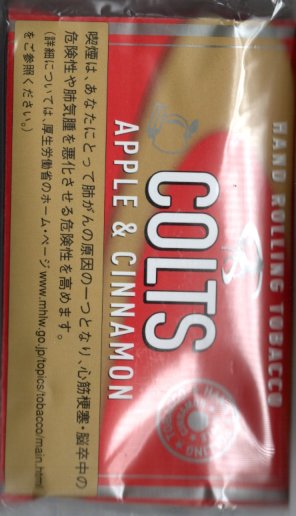 HAND ROLLING TOBACCO
COLTS
APPLE & CINNAMON
喫煙は、あなたにとって肺がんの原因の一つとなり、心筋梗塞・脳卒中の
危険性や肺気腫を悪化させる危険性を高めます。
(詳細については、厚生労働省のホーム・ページ www.mhlw.go.jp/topics/tobacco/main.html
をご参照ください。)